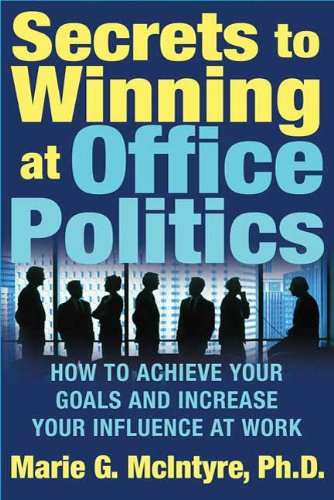 Secrets to
Winning
at Office
Politics
HOW TO ACHIEVE YOUR
GOALS AND INCREASE
YOUR INFLUENCE AT WORK
Marie G. McIntyre, Ph.D.